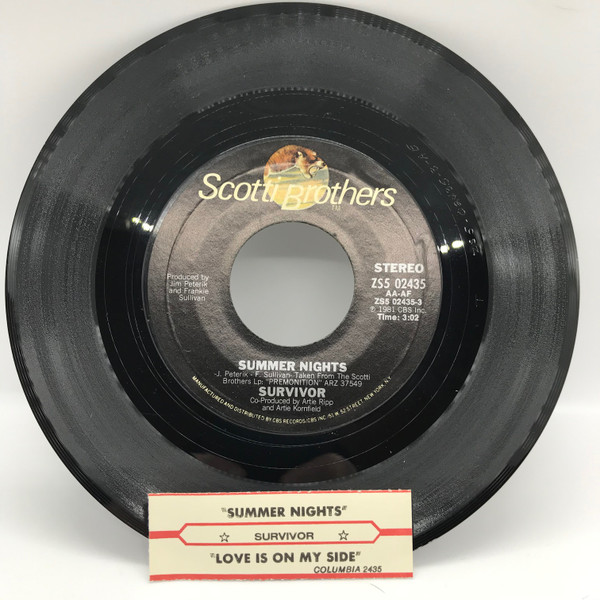 Scotti Brothers
TM
STEREO
ZS5 02435
AA-AF
ZS5 02435-3
℗ 1981 CBS Inc.
Time: 3:02
Produced by
Jim Peterik
and Frankie
Sullivan
SUMMER NIGHTS
-J. Peterik - F. Sullivan- Taken From The Scotti
Brothers Lp: "PREMONITION" ARZ 37549
SURVIVOR
Co-Produced by Artie Ripp
and Artie Kornfield
MANUFACTURED AND DISTRIBUTED BY CBS RECORDS/CBS INC./51 W. 52 STREET, NEW YORK, N.Y.
"SUMMER NIGHTS"
☆ SURVIVOR ☆
"LOVE IS ON MY SIDE"
COLUMBIA 2435